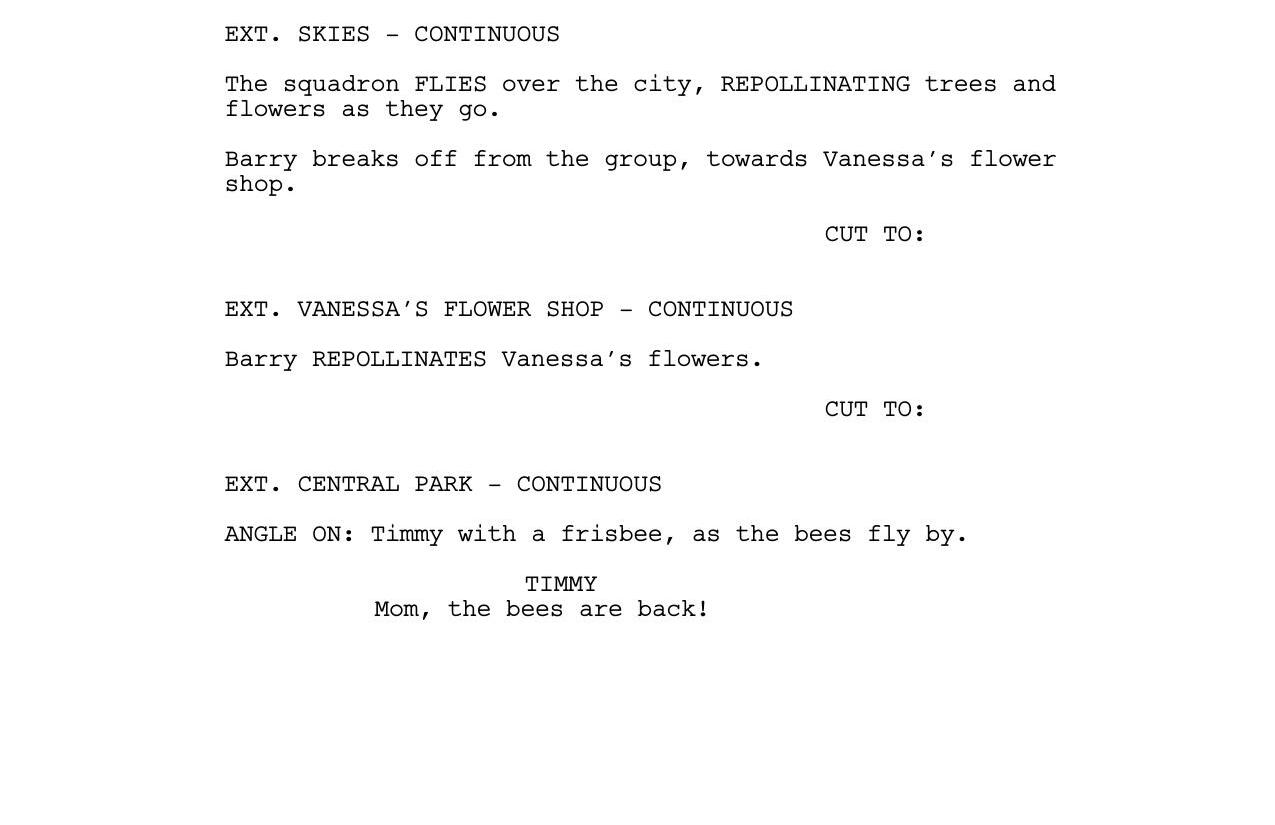 EXT. SKIES – CONTINUOUS
The squadron FLIES over the city, REPOLLINATING trees and
flowers as they go.
Barry breaks off from the group, towards Vanessa’s flower
shop.
CUT TO:
EXT. VANESSA’S FLOWER SHOP – CONTINUOUS
Barry REPOLLINATES Vanessa’s flowers.
CUT TO:
EXT. CENTRAL PARK – CONTINUOUS
ANGLE ON: Timmy with a frisbee, as the bees fly by.
TIMMY
Mom, the bees are back!